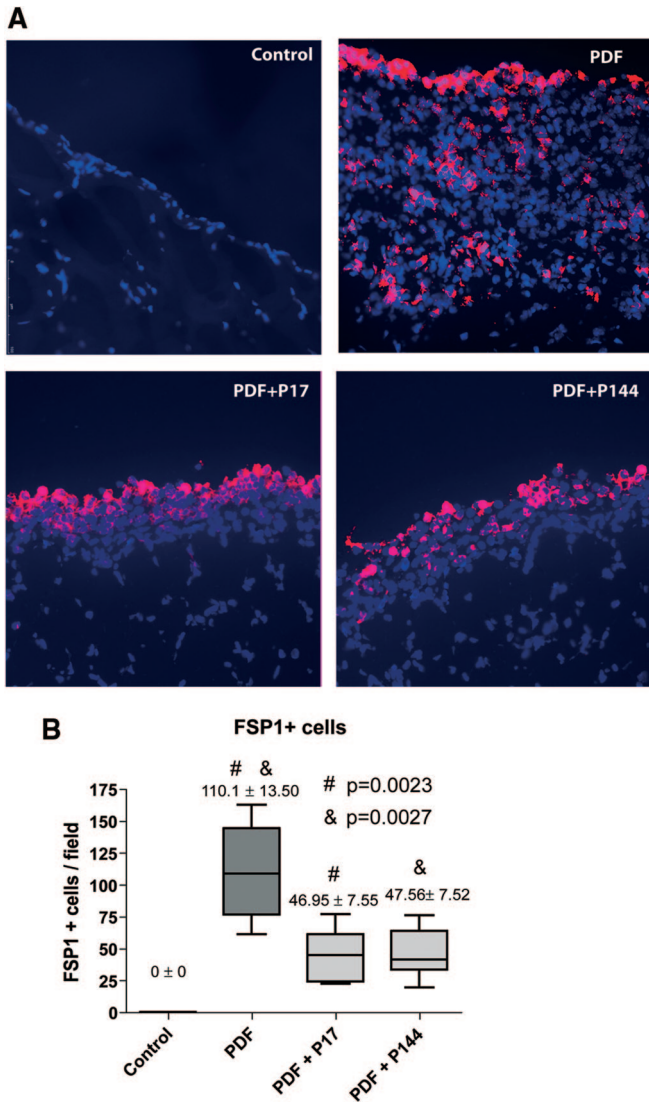 A
Control
PDF
PDF+P17
PDF+P144
B
FSP1+ cells
# &
110.1 ± 13.50
# p=0.0023
& p=0.0027
#
46.95 ± 7.55
&
47.56± 7.52
0 ± 0
FSP1 + cells / field
175
150
125
100
75
50
25
0
Control
PDF
PDF + P17
PDF + P144